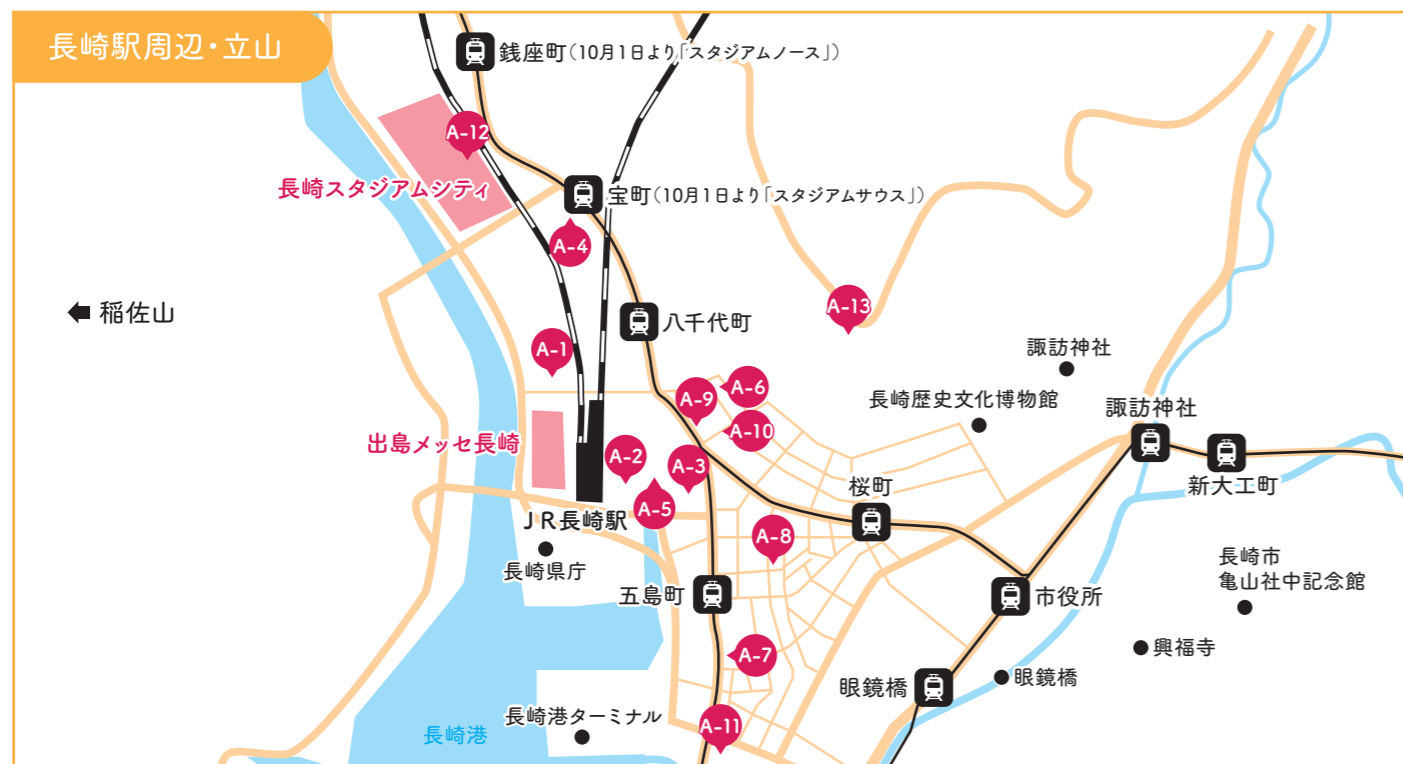 長崎駅周辺・立山
銭座町(10月1日より「スタジアムノース」)
A-12
長崎スタジアムシティ
宝町(10月1日より「スタジアムサウス」)
A-4
稲佐山
A-13
八千代町
A-1
諏訪神社
A-6
A-9
長崎歴史文化博物館
諏訪神社
A-10
出島メッセ長崎
A-2
A-3
新大工町
桜町
A-5
JR長崎駅
A-8
長崎県庁
長崎市
亀山社中記念館
五島町
市役所
興福寺
A-7
眼鏡橋
眼鏡橋
長崎港ターミナル
A-11
長崎港